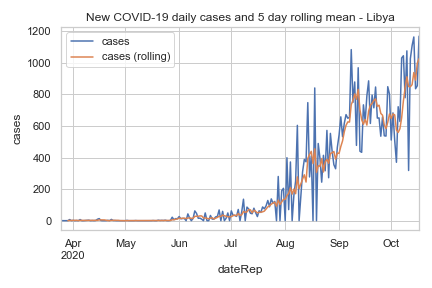 New COVID-19 daily cases and 5 day rolling mean - Libya
cases
cases (rolling)
1200
1000
800
600
400
200
0
cases
Apr
2020
May
Jun
Jul
Aug
Sep
Oct
dateRep